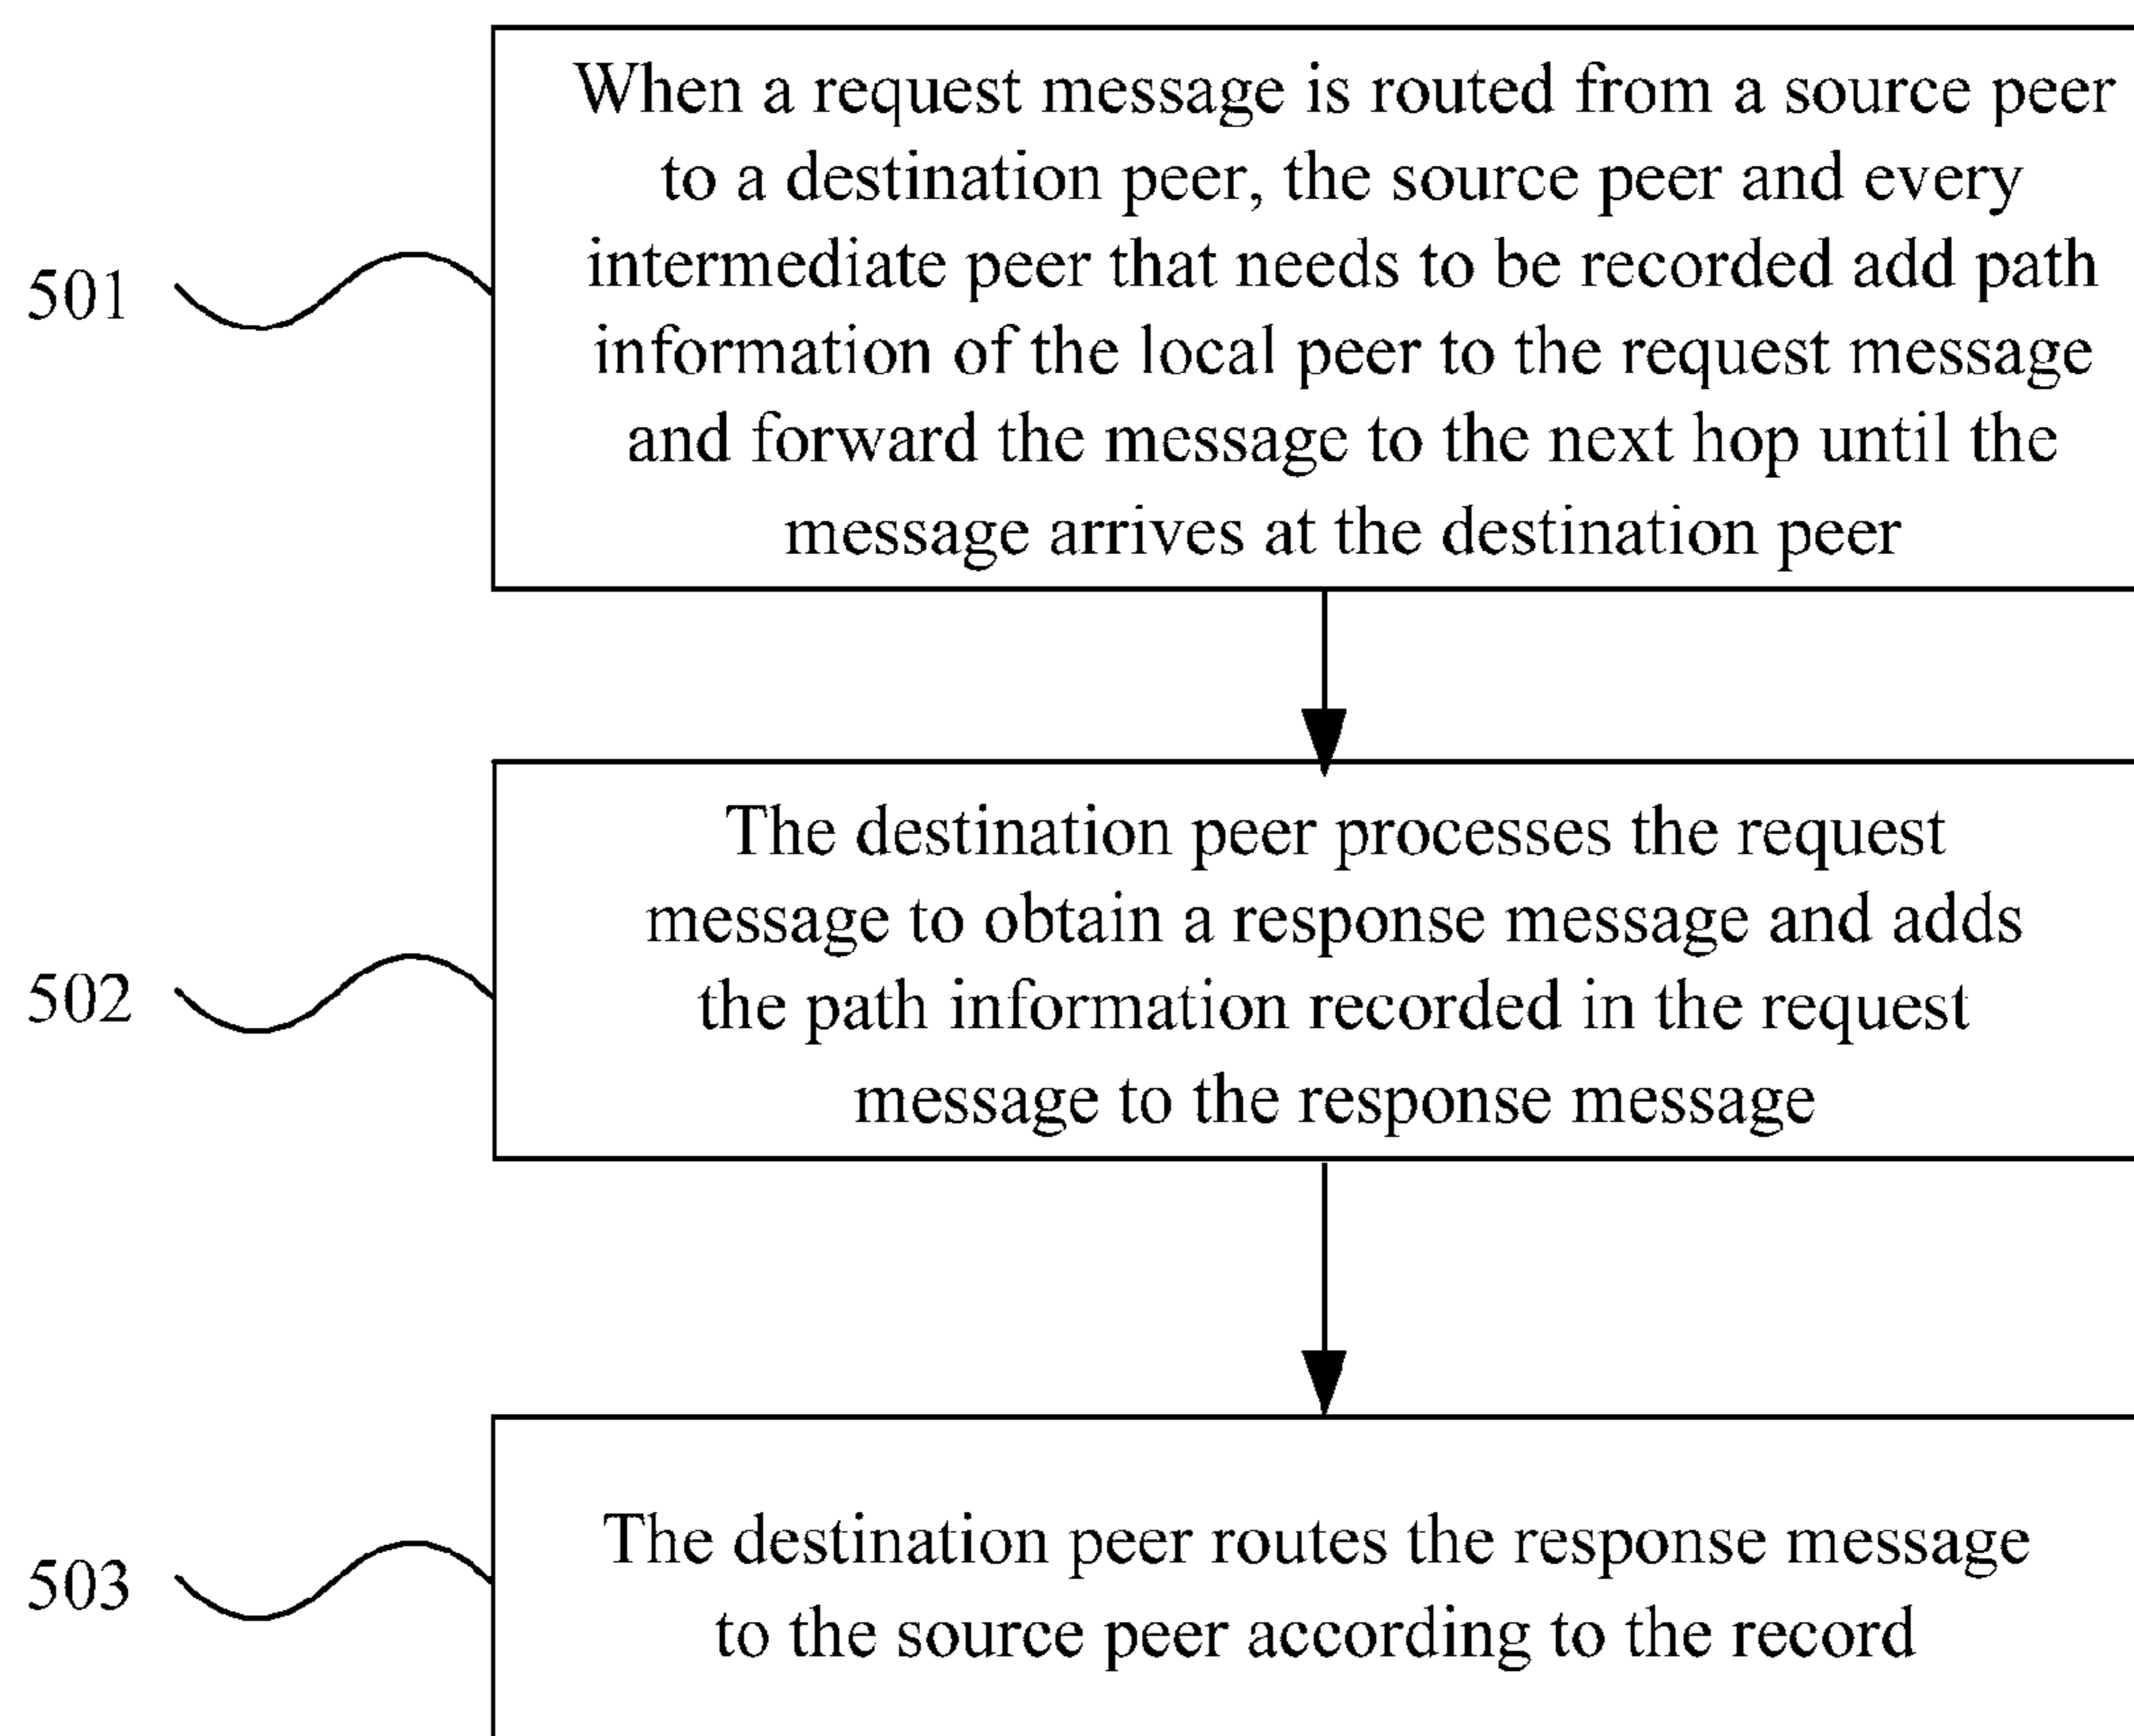 When a request message is routed from a source peer
to a destination peer, the source peer and every
intermediate peer that needs to be recorded add path
information of the local peer to the request message
and forward the message to the next hop until the
message arrives at the destination peer
501
The destination peer processes the request
message to obtain a response message and adds
the path information recorded in the request
message to the response message
502
The destination peer routes the response message
to the source peer according to the record
503